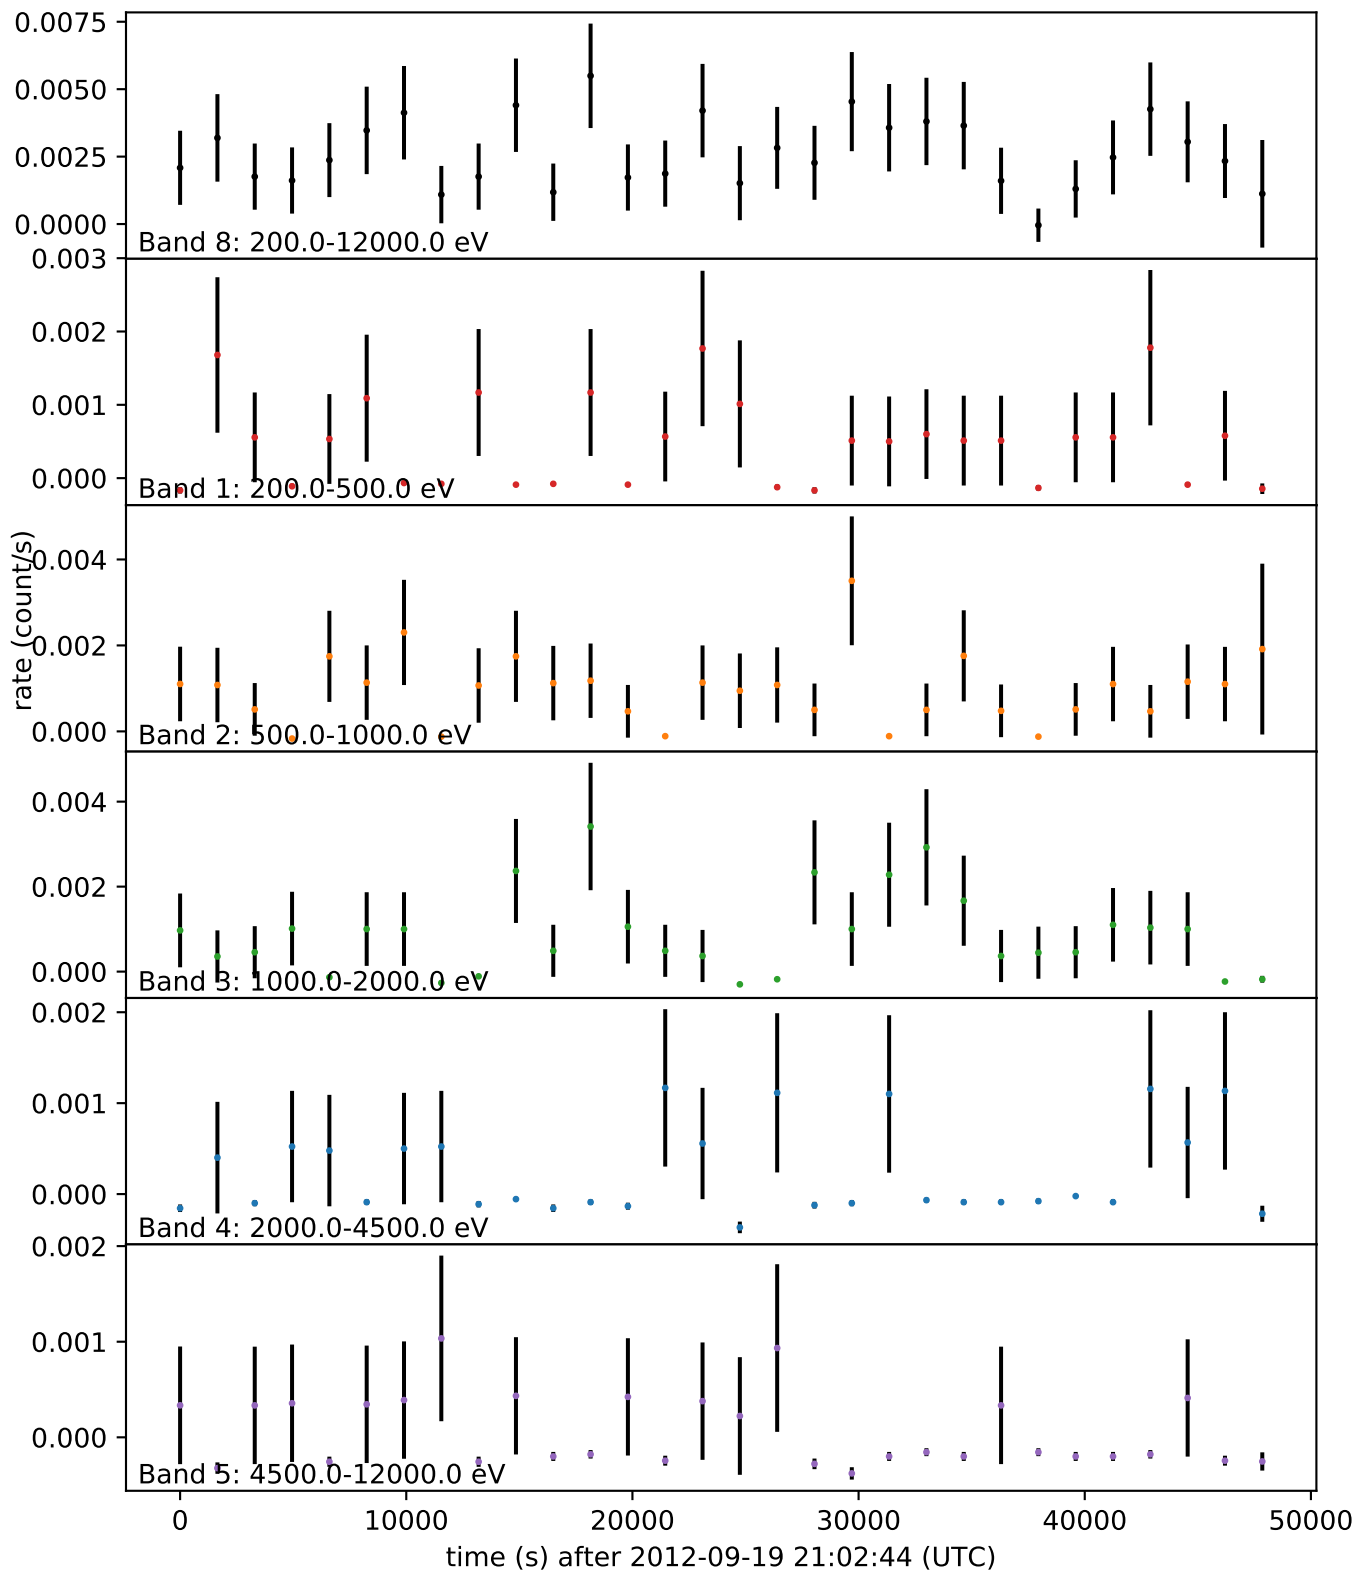 0.0075
0.0050
0.0025
0.0000
Band 8: 200.0-12000.0 eV
0.003
0.002
0.001
0.000
Band 1: 200.0-500.0 eV
rate (count/s)
0.004
0.002
0.000
Band 2: 500.0-1000.0 eV
0.004
0.002
0.000
Band 3: 1000.0-2000.0 eV
0.002
0.001
0.000
Band 4: 2000.0-4500.0 eV
0.002
0.001
0.000
Band 5: 4500.0-12000.0 eV
0 10000 20000 30000 40000 50000
time (s) after 2012-09-19 21:02:44 (UTC)